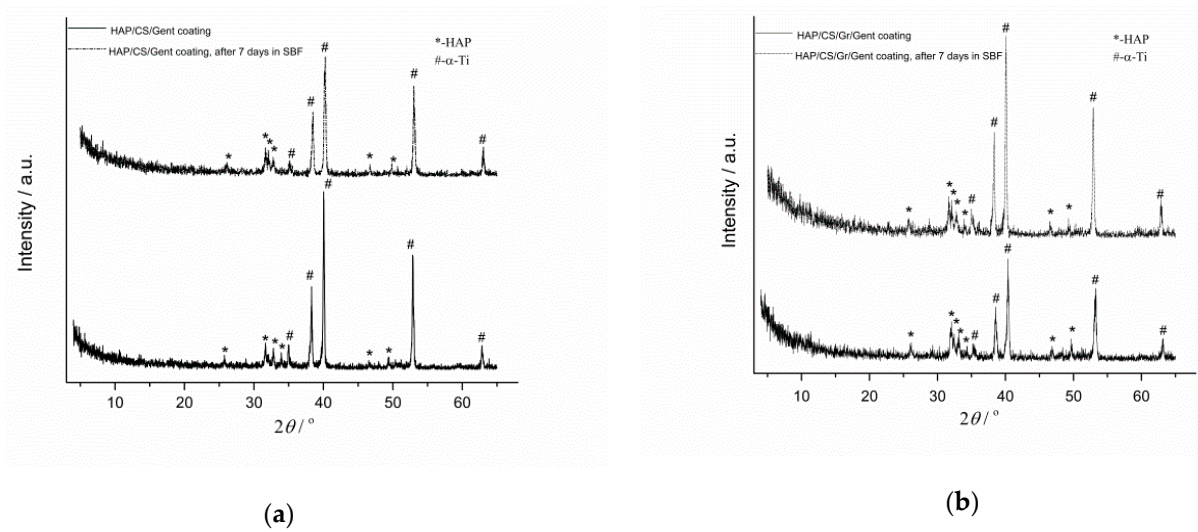 HAP/CS/Gent coating
HAP/CS/Gent coating, after 7 days in SBF
*-HAP
#-α-Ti
* * * * # # # * * # #
* * * * # # # * * # #
Intensity / a.u.
10 20 30 40 50 60
2θ / °
(a)
HAP/CS/Gr/Gent coating
HAP/CS/Gr/Gent coating, after 7 days in SBF
*-HAP
#-α-Ti
* * * * * # # # * * # #
* * * * * # # # * * # #
Intensity / a.u.
10 20 30 40 50 60
2θ / °
(b)